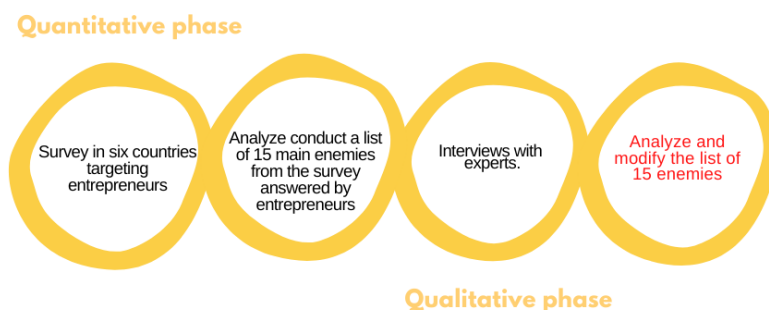 Quantitative phase
Survey in six countries
targeting
entrepreneurs
Analyze conduct a list
of 15 main enemies
from the survey
answered by
entrepreneurs
Interviews with
experts.
Analyze and
modify the list of
15 enemies
Qualitative phase